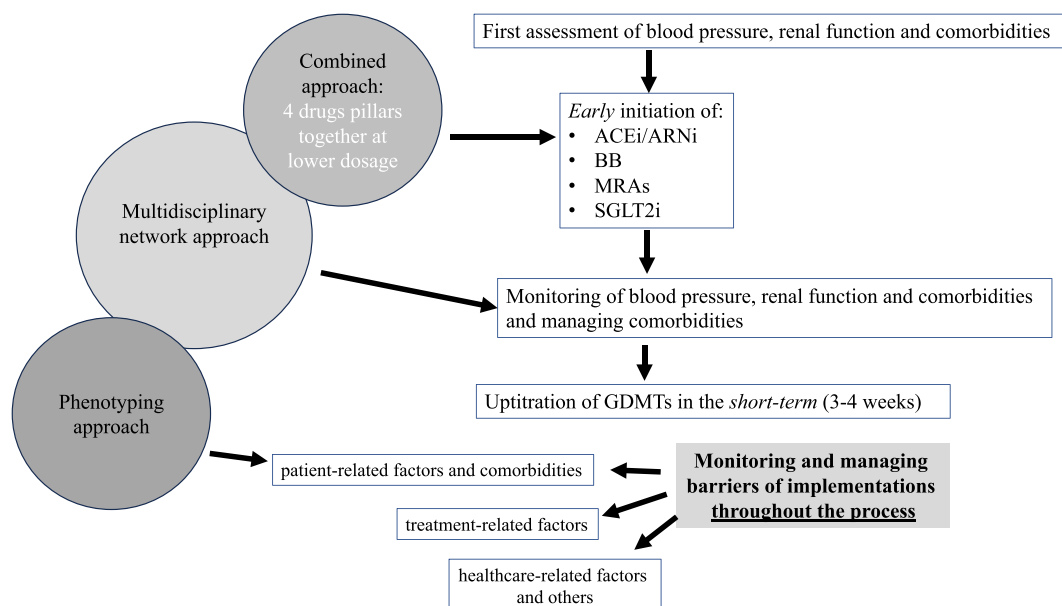 First assessment of blood pressure, renal function and comorbidities
Combined
approach:
4 drugs pillars
together at
lower dosage
Early initiation of:
• ACEi/ARNi
• BB
• MRAs
• SGLT2i
Multidisciplinary
network approach
Monitoring of blood pressure, renal function and comorbidities
and managing comorbidities
Phenotyping
approach
Uptitration of GDMTs in the short-term (3-4 weeks)
patient-related factors and comorbidities
Monitoring and managing
barriers of implementations
throughout the process
treatment-related factors
healthcare-related factors
and others